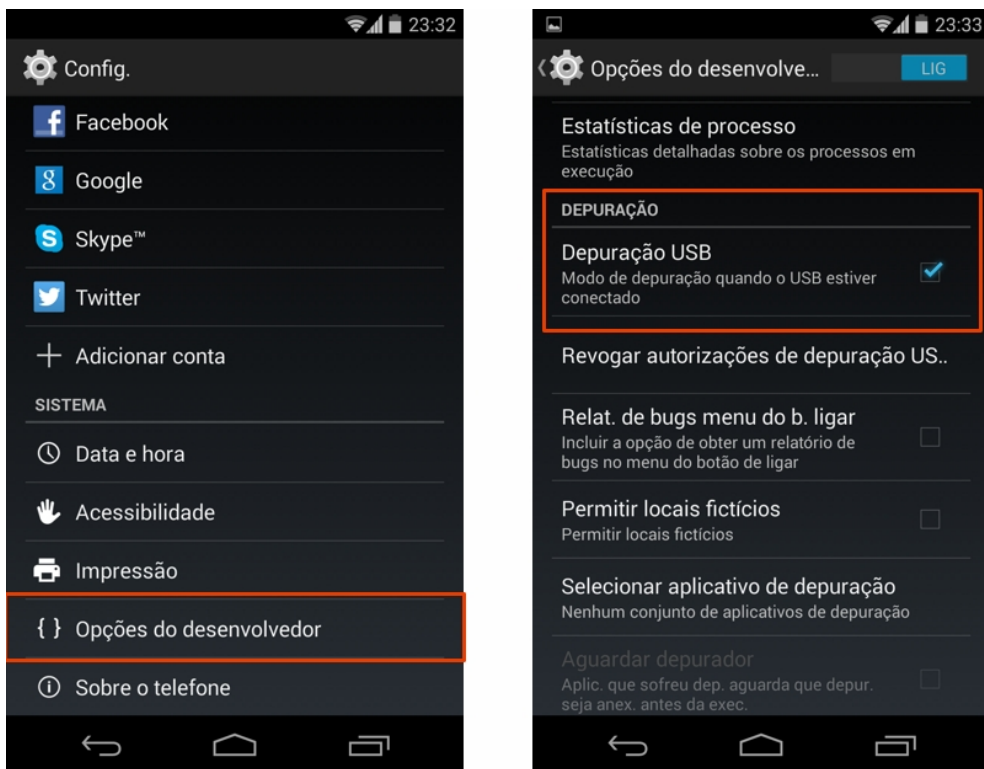 23:32
Config.
Facebook
Google
Skype™
Twitter
Adicionar conta
SISTEMA
Data e hora
Acessibilidade
Impressão
{ } Opções do desenvolvedor
Sobre o telefone
23:33
Opções do desenvolve...
LIG
Estatísticas de processo
Estatísticas detalhadas sobre os processos em
execução
DEPURAÇÃO
Depuração USB
Modo de depuração quando o USB estiver
conectado
Revogar autorizações de depuração US..
Relat. de bugs menu do b. ligar
Incluir a opção de obter um relatório de
bugs no menu do botão de ligar
Permitir locais fictícios
Permitir locais fictícios
Selecionar aplicativo de depuração
Nenhum conjunto de aplicativos de depuração
Aguardar depurador
Aplic. que sofreu dep. aguarda que depur.
seja anex. antes da exec.